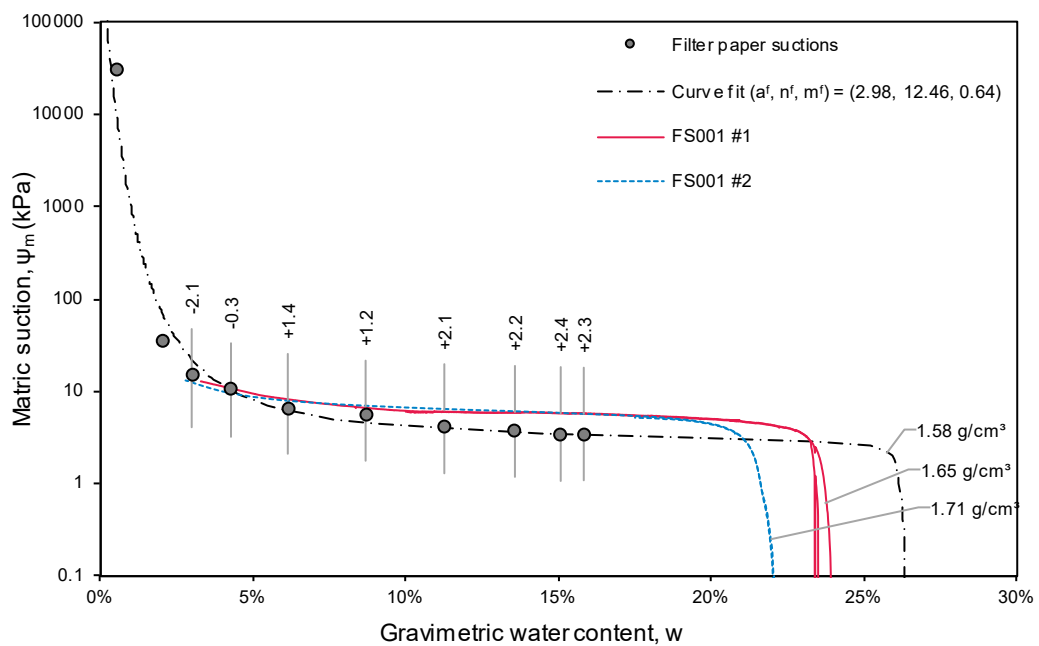 100000
10000
1000
100
10
1
0.1
Matric suction, ψm (kPa)
Filter paper suctions
Curve fit (af, nf, mf) = (2.98, 12.46, 0.64)
FS001 #1
FS001 #2
-2.1
-0.3
+1.4
+1.2
+2.1
+2.2
+2.4
+2.3
1.58 g/cm³
1.65 g/cm³
1.71 g/cm³
0%
5%
10%
15%
20%
25%
30%
Gravimetric water content, w